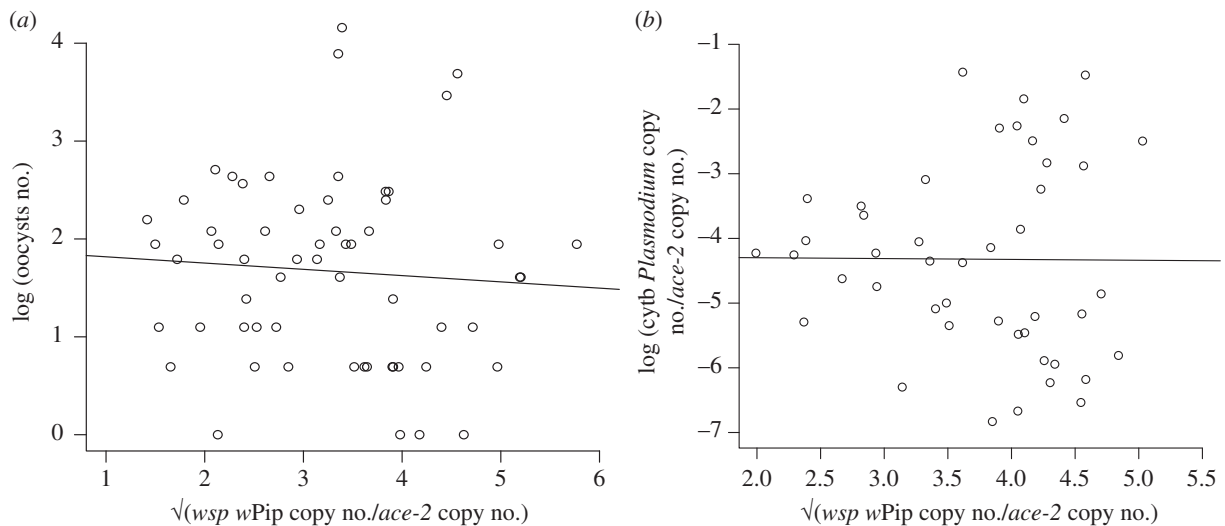 (a)
4
3
2
1
0
log (oocysts no.)
1 2 3 4 5 6
√(wsp wPip copy no./ace-2 copy no.)
(b)
−1
−2
−3
−4
−5
−6
−7
log (cytb Plasmodium copy
no./ace-2 copy no.)
2.0 2.5 3.0 3.5 4.0 4.5 5.0 5.5
√(wsp wPip copy no./ace-2 copy no.)